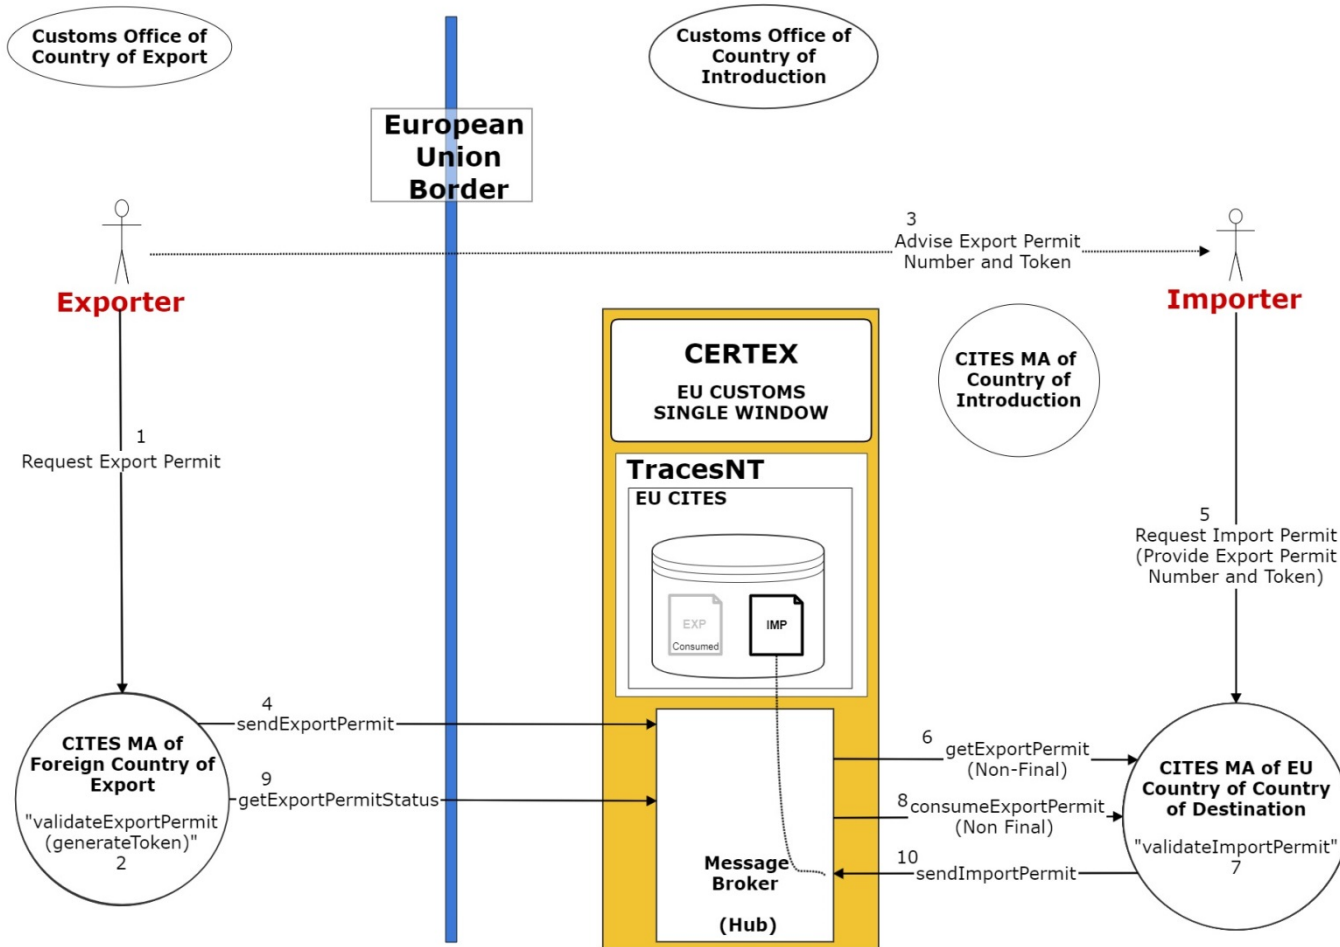 Customs Office of
Country of Export
Customs Office of
Country of
Introduction
European
Union
Border
3
Advise Export Permit
Number and Token
Exporter
Importer
CERTEX
EU CUSTOMS
SINGLE WINDOW
CITES MA of
Country of
Introduction
1
Request Export Permit
TracesNT
EU CITES
EXP
Consumed
IMP
5
Request Import Permit
(Provide Export Permit
Number and Token)
4
sendExportPermit
CITES MA of
Foreign Country of
Export
"validateExportPermit
(generateToken)"
2
9
getExportPermitStatus
6
getExportPermit
(Non-Final)
8
consumeExportPermit
(Non Final)
10
sendImportPermit
CITES MA of EU
Country of Country
of Destination
"validateImportPermit"
7
Message
Broker
(Hub)